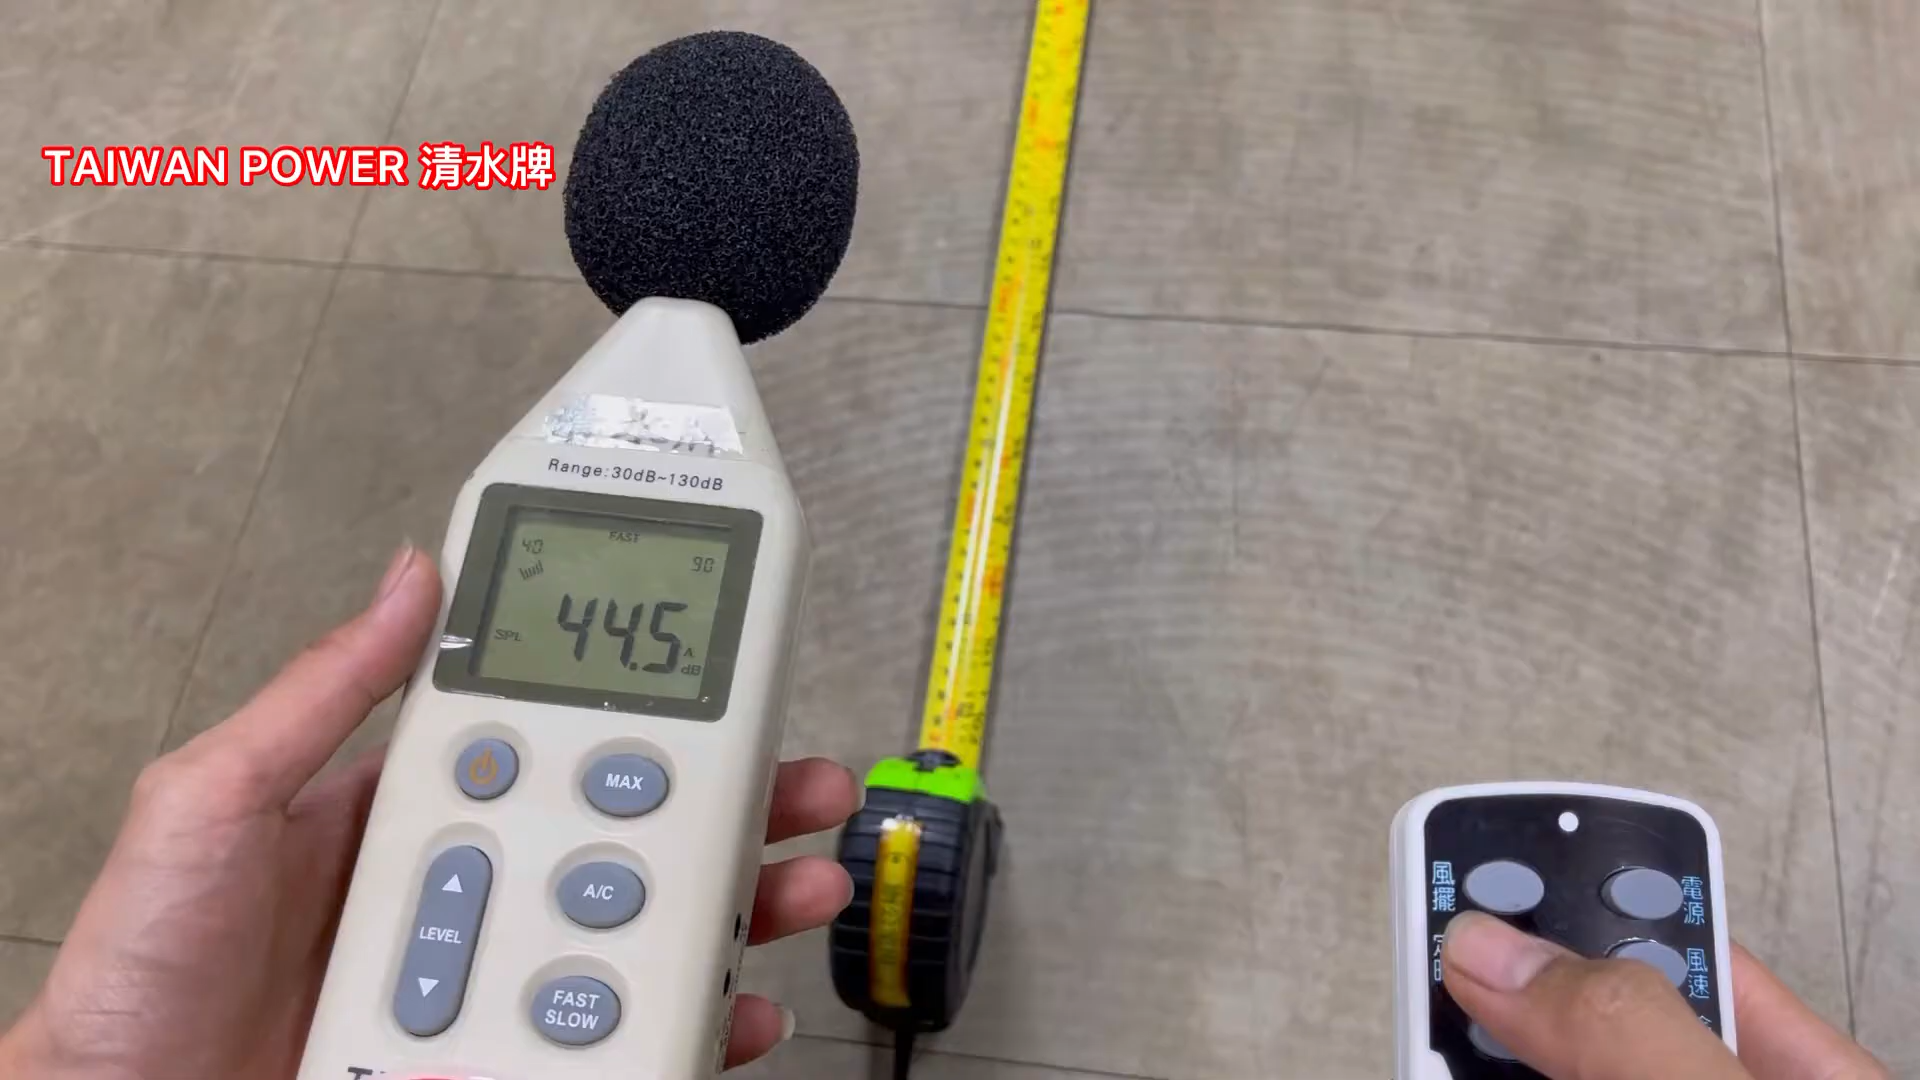 TAIWAN POWER 清水牌
Range:30dB~130dB
FAST
40
90
SPL
44.5
A
dB
MAX
A/C
LEVEL
FAST
SLOW
風擺
電源
風速